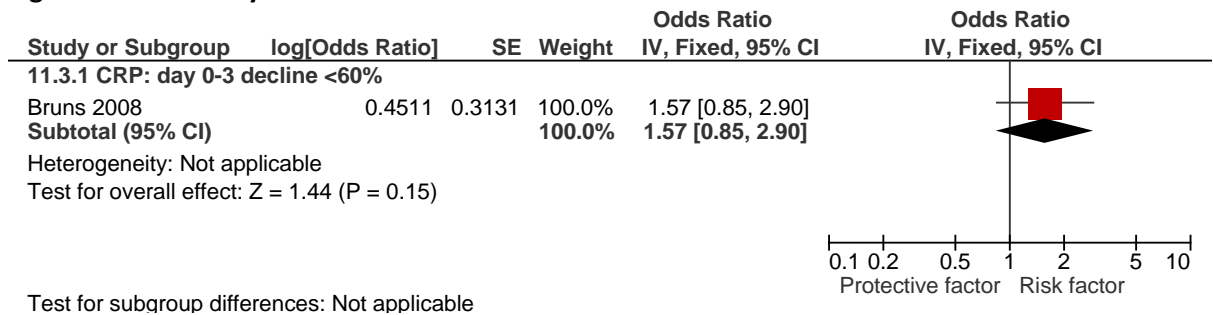 Odds Ratio Odds Ratio
Study or Subgroup log[Odds Ratio] SE Weight IV, Fixed, 95% CI IV, Fixed, 95% CI
11.3.1 CRP: day 0-3 decline <60%
Bruns 2008 0.4511 0.3131 100.0% 1.57 [0.85, 2.90]
Subtotal (95% CI) 100.0% 1.57 [0.85, 2.90]
Heterogeneity: Not applicable
Test for overall effect: Z = 1.44 (P = 0.15)
0.1 0.2 0.5 1 2 5 10
Protective factor Risk factor
Test for subgroup differences: Not applicable